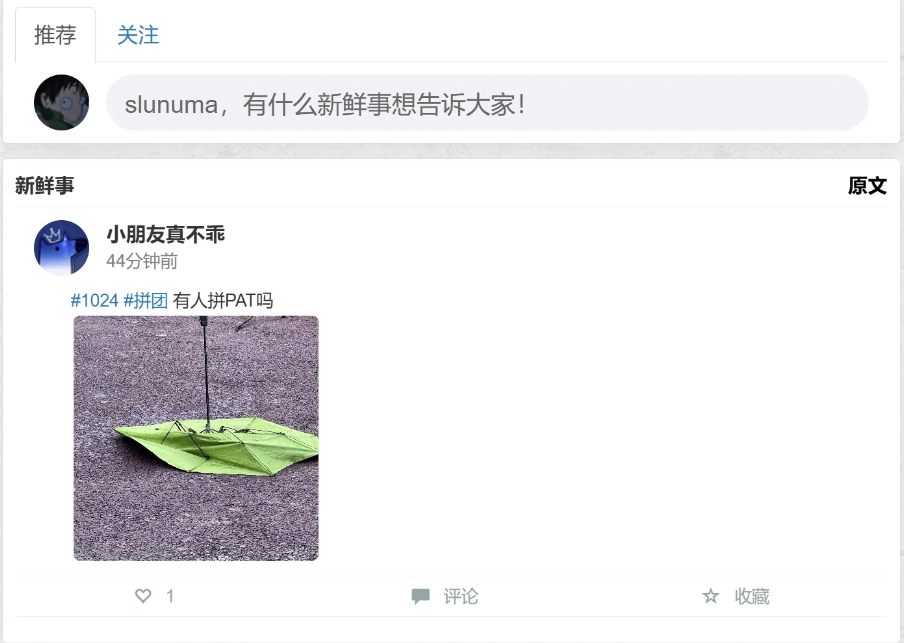 推荐 关注
slunuma，有什么新鲜事想告诉大家！
新鲜事 原文
小朋友真不乖
44分钟前
#1024 #拼团 有人拼PAT吗
1 评论 收藏